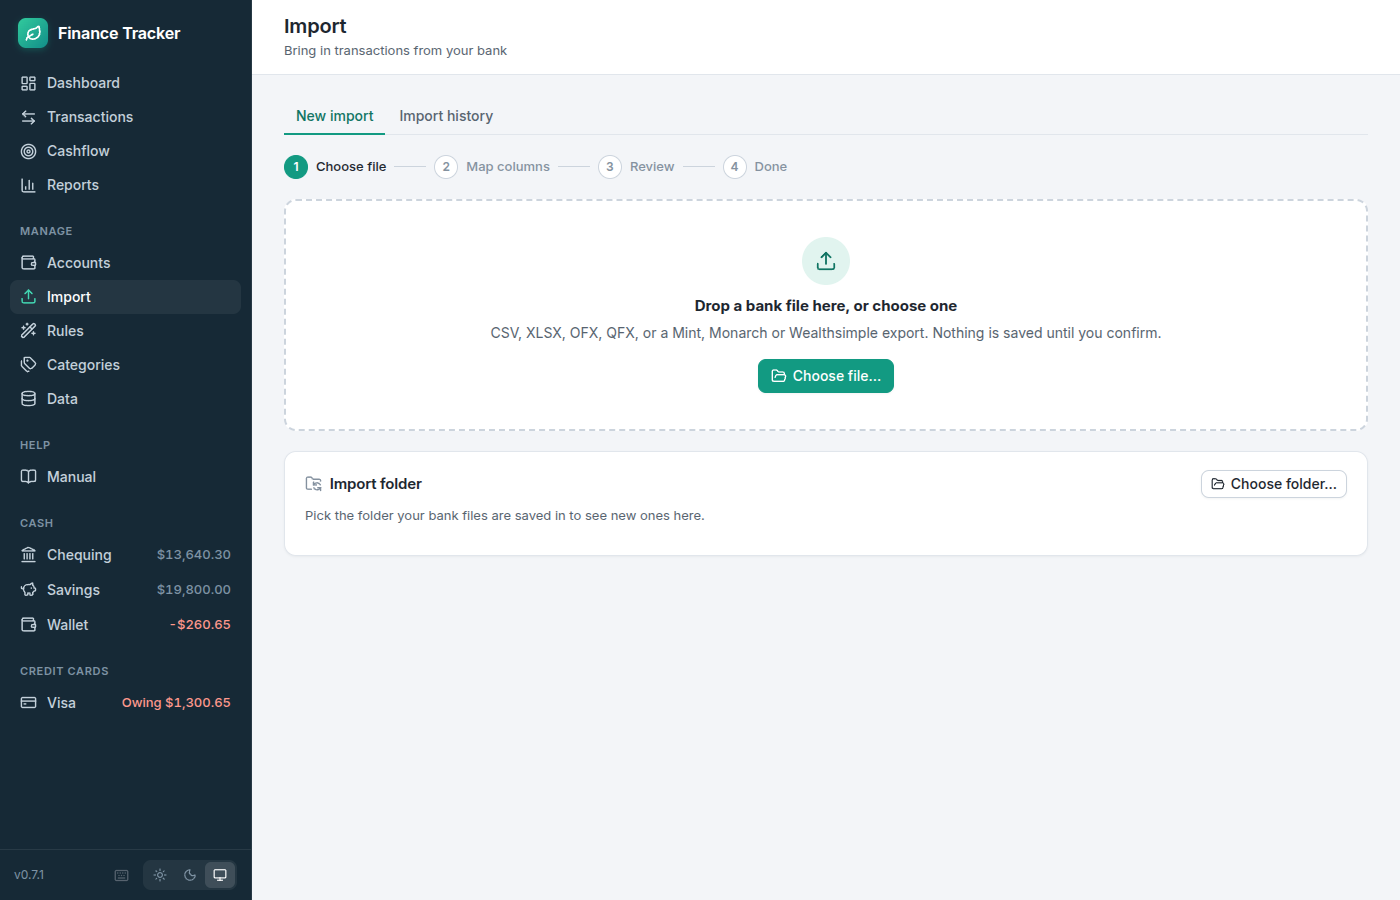 Finance Tracker
Dashboard
Transactions
Cashflow
Reports
MANAGE
Accounts
Import
Rules
Categories
Data
HELP
Manual
CASH
Chequing $13,640.30
Savings $19,800.00
Wallet -$260.65
CREDIT CARDS
Visa Owing $1,300.65
v0.7.1
Import
Bring in transactions from your bank
New import Import history
1 Choose file 2 Map columns 3 Review 4 Done
Drop a bank file here, or choose one
CSV, XLSX, OFX, QFX, or a Mint, Monarch or Wealthsimple export. Nothing is saved until you confirm.
Choose file...
Import folder Choose folder...
Pick the folder your bank files are saved in to see new ones here.